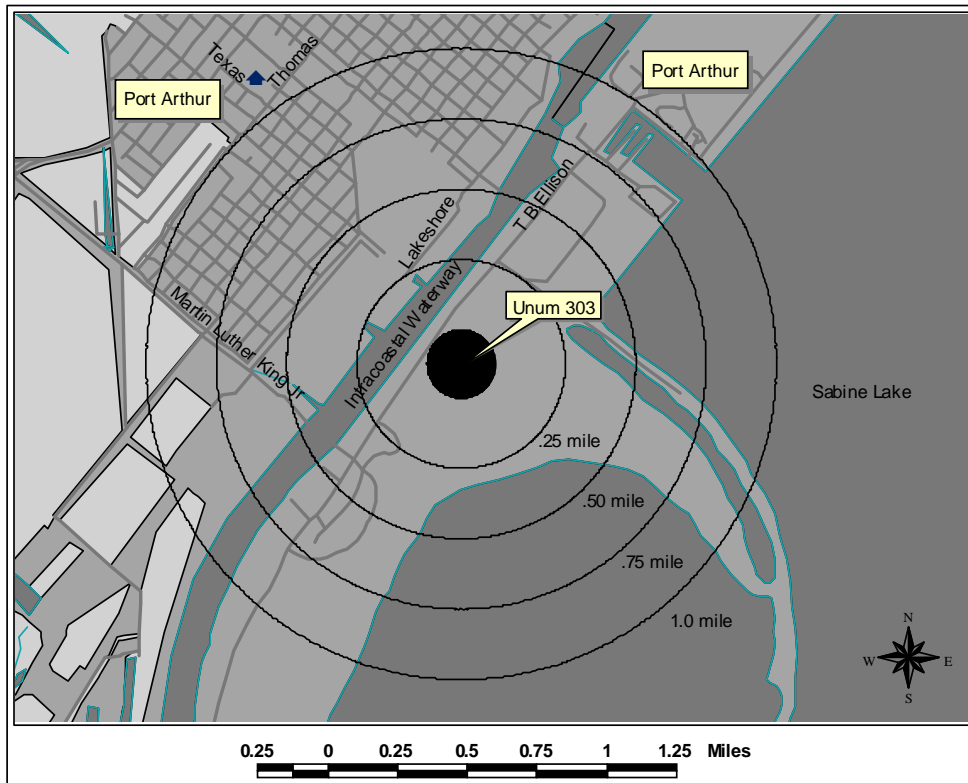 Texas
Thomas
Port Arthur
Port Arthur
T B Ellison
Lakeshore
Unum 303
Intracoastal Waterway
Martin Luther King Jr
Sabine Lake
.25 mile
.50 mile
.75 mile
1.0 mile
N
W E
S
0.25 0 0.25 0.5 0.75 1 1.25 Miles